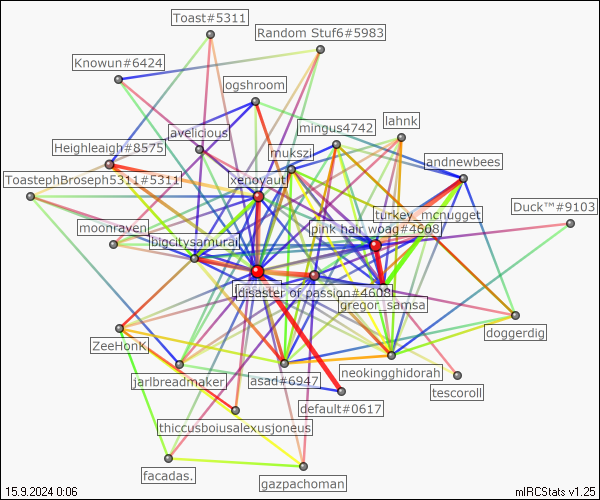 Toast#5311
Random Stuf6#5983
Knowun#6424
ogshroom
mingus4742
lahnk
avelicious
Heighleaigh#8575
mukszi
andnewbees
ToastephBroseph5311#5311
xenoyaut
Duck™#9103
turkey_mcnugget
moonraven
pink hair woag#4608
bigcitysamurai
disaster of passion#4608
gregor_samsa
doggerdig
ZeeHonK
neokingghidorah
jarlbreadmaker
asad#6947
tescoroll
default#0617
thiccusboiusalexusjoneus
facadas.
gazpachoman
15.9.2024 0:06
mIRCStats v1.25